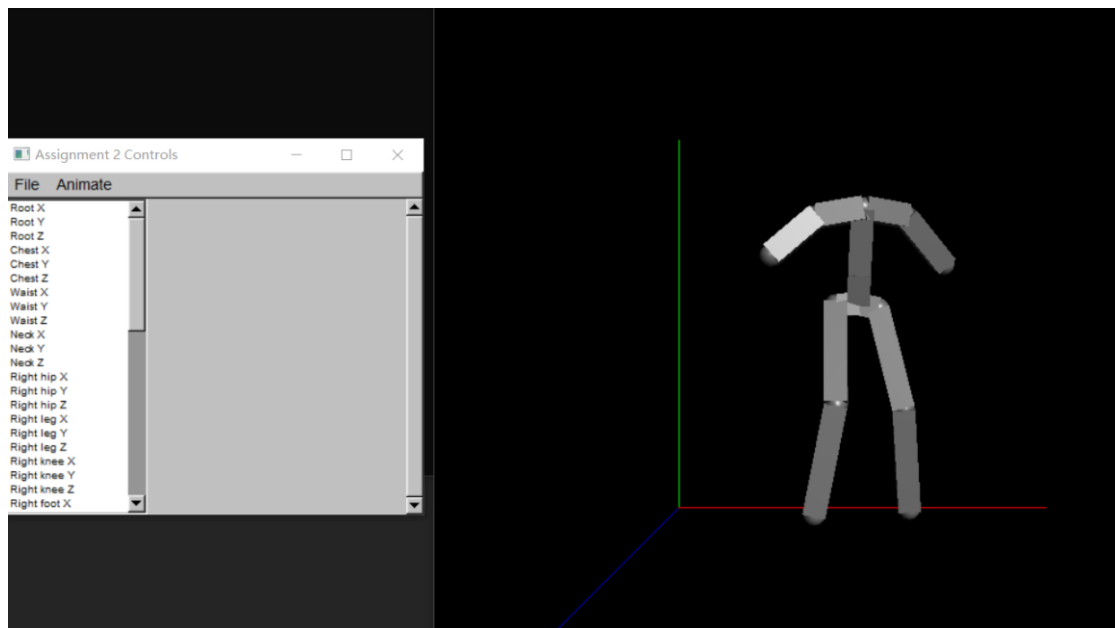 Assignment 2 Controls
File Animate
Root X
Root Y
Root Z
Chest X
Chest Y
Chest Z
Waist X
Waist Y
Waist Z
Neck X
Neck Y
Neck Z
Right hip X
Right hip Y
Right hip Z
Right leg X
Right leg Y
Right leg Z
Right knee X
Right knee Y
Right knee Z
Right foot X